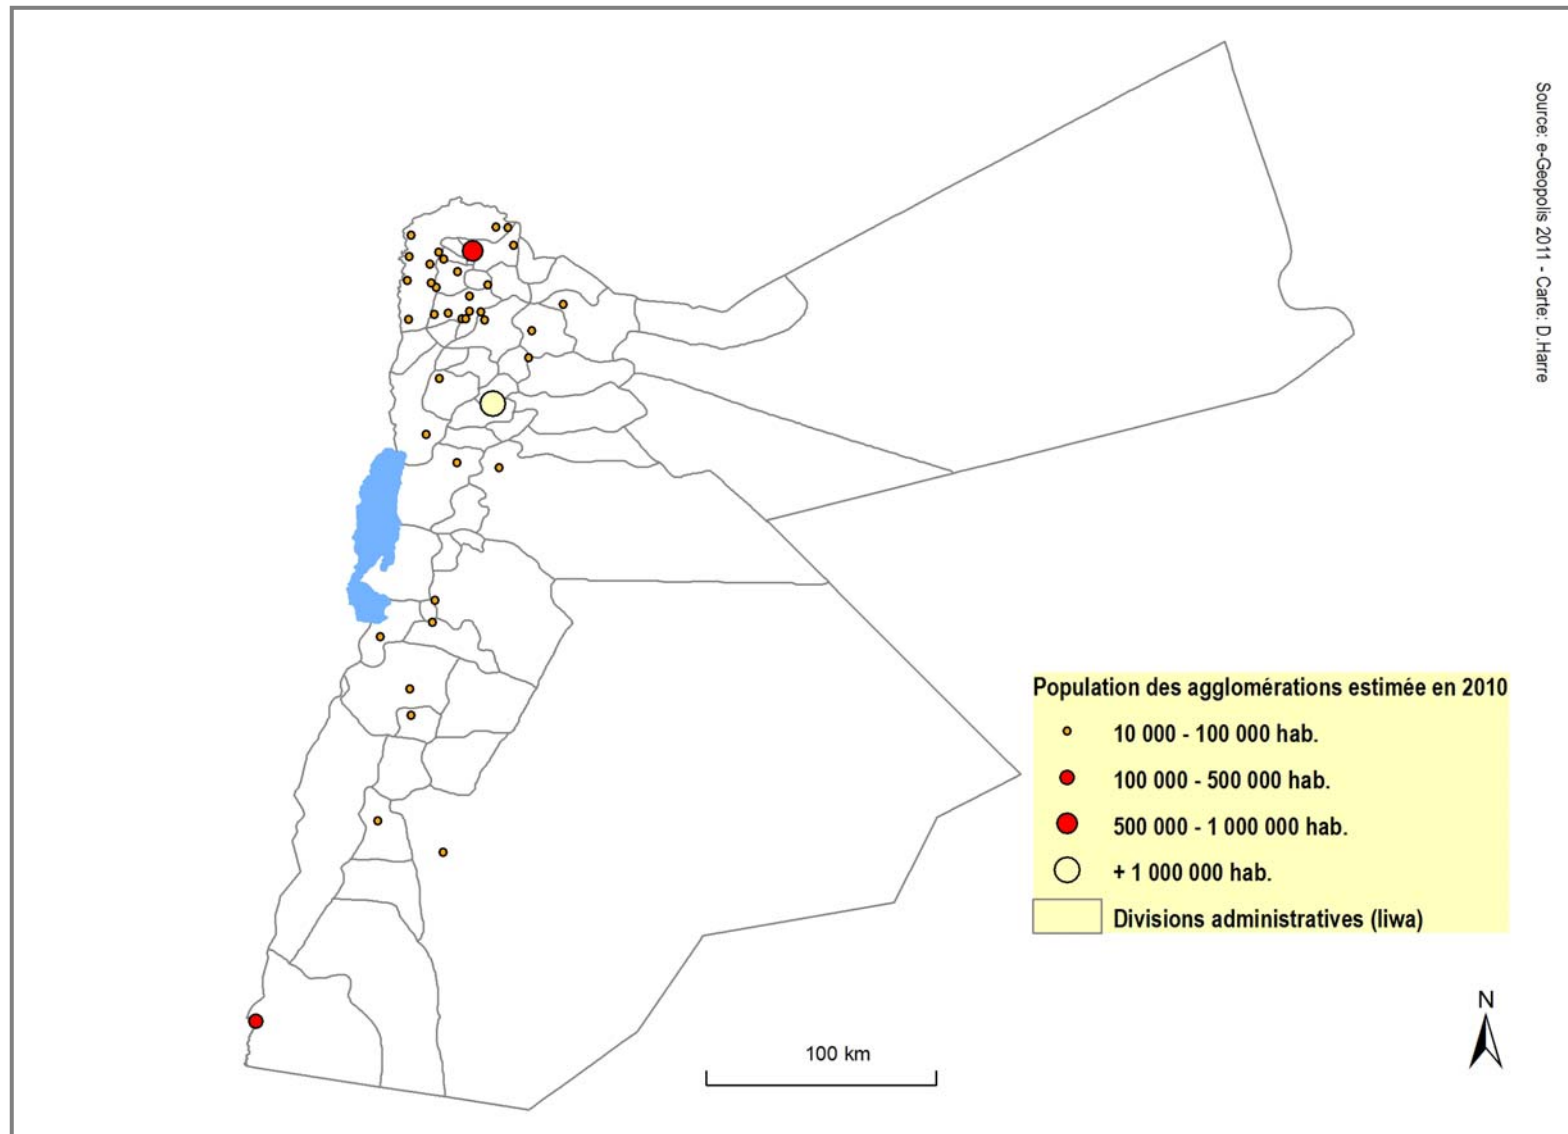 Source: e-Geopolis 2011 - Carte: D.Harre
Population des agglomérations estimée en 2010
10 000 - 100 000 hab.
100 000 - 500 000 hab.
500 000 - 1 000 000 hab.
+ 1 000 000 hab.
Divisions administratives (liwa)
N
100 km